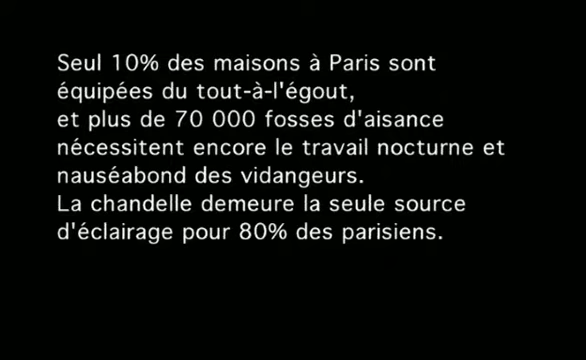 Seul 10% des maisons à Paris sont
équipées du tout-à-l'égout,
et plus de 70 000 fosses d'aisance
nécessitent encore le travail nocturne et
nauséabond des vidangeurs.
La chandelle demeure la seule source
d'éclairage pour 80% des parisiens.